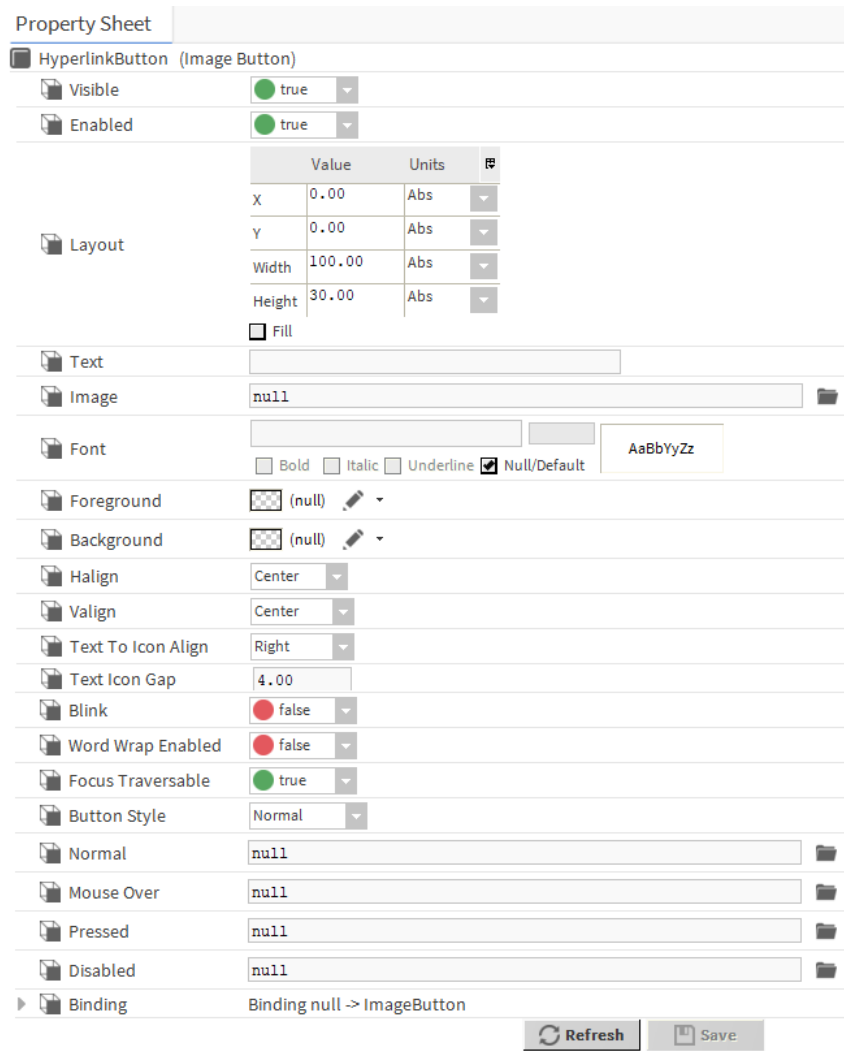 Property Sheet
HyperlinkButton (Image Button)
Visible true
Enabled true
Layout
Value Units
X 0.00 Abs
Y 0.00 Abs
Width 100.00 Abs
Height 30.00 Abs
Fill
Text
Image null
Font
AaBbYyZz
Bold Italic Underline Null/Default
Foreground (null)
Background (null)
Halign Center
Valign Center
Text To Icon Align Right
Text Icon Gap 4.00
Blink false
Word Wrap Enabled false
Focus Traversable true
Button Style Normal
Normal null
Mouse Over null
Pressed null
Disabled null
Binding Binding null -> ImageButton
Refresh Save